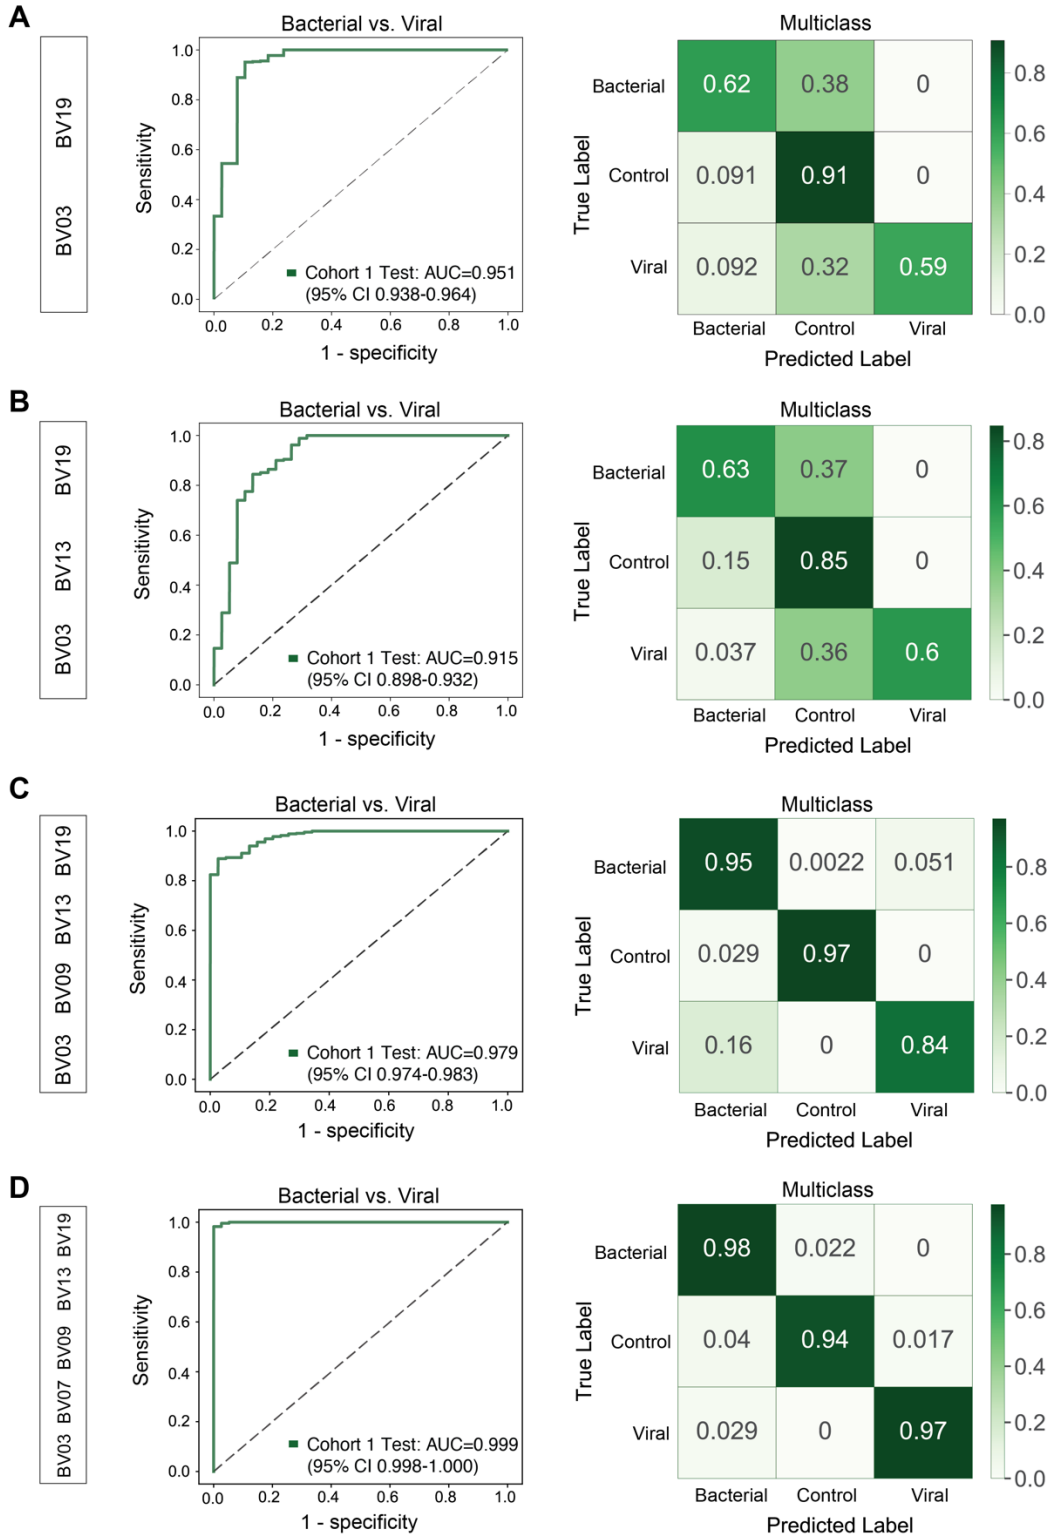 A
BV19
BV03
Bacterial vs. Viral
Sensitivity
1.0
0.8
0.6
0.4
0.2
0.0
Cohort 1 Test: AUC=0.951
(95% CI 0.938-0.964)
0.0 0.2 0.4 0.6 0.8 1.0
1 - specificity
Multiclass
True Label
Bacterial 0.62 0.38 0
Control 0.091 0.91 0
Viral 0.092 0.32 0.59
Bacterial Control Viral
Predicted Label
0.8
0.6
0.4
0.2
0.0
B
BV19
BV13
BV03
Bacterial vs. Viral
Sensitivity
1.0
0.8
0.6
0.4
0.2
0.0
Cohort 1 Test: AUC=0.915
(95% CI 0.898-0.932)
0.0 0.2 0.4 0.6 0.8 1.0
1 - specificity
Multiclass
True Label
Bacterial 0.63 0.37 0
Control 0.15 0.85 0
Viral 0.037 0.36 0.6
Bacterial Control Viral
Predicted Label
0.8
0.6
0.4
0.2
0.0
C
BV19
BV13
BV09
BV03
Bacterial vs. Viral
Sensitivity
1.0
0.8
0.6
0.4
0.2
0.0
Cohort 1 Test: AUC=0.979
(95% CI 0.974-0.983)
0.0 0.2 0.4 0.6 0.8 1.0
1 - specificity
Multiclass
True Label
Bacterial 0.95 0.0022 0.051
Control 0.029 0.97 0
Viral 0.16 0 0.84
Bacterial Control Viral
Predicted Label
0.8
0.6
0.4
0.2
0.0
D
BV19
BV13
BV09
BV07
BV03
Bacterial vs. Viral
Sensitivity
1.0
0.8
0.6
0.4
0.2
0.0
Cohort 1 Test: AUC=0.999
(95% CI 0.998-1.000)
0.0 0.2 0.4 0.6 0.8 1.0
1 - specificity
Multiclass
True Label
Bacterial 0.98 0.022 0
Control 0.04 0.94 0.017
Viral 0.029 0 0.97
Bacterial Control Viral
Predicted Label
0.8
0.6
0.4
0.2
0.0